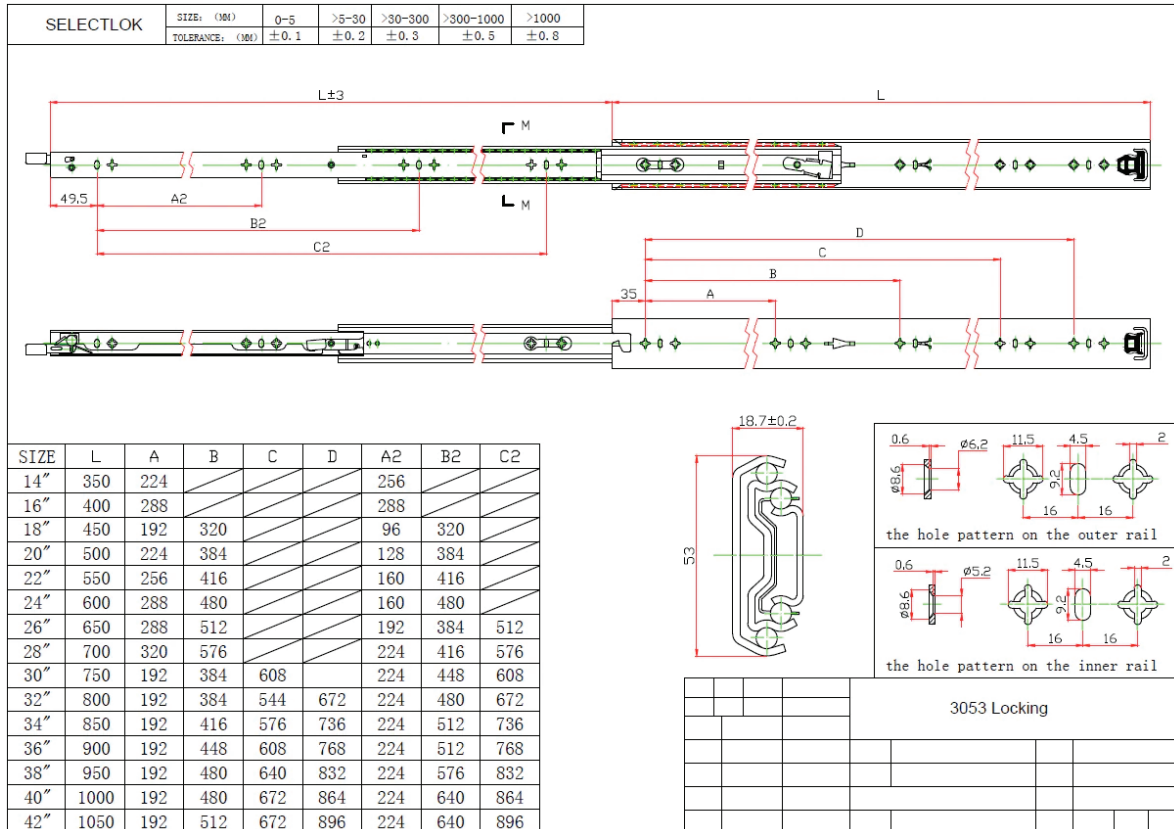 SELECTLOK
SIZE: (MM) 0-5 >5-30 >30-300 >300-1000 >1000
TOLERANCE: (MM) ±0.1 ±0.2 ±0.3 ±0.5 ±0.8
L±3 L
M
M
49.5 A2
B2
C2
D
C
B
35 A
18.7±0.2
53
0.6 ø6.2 11.5 4.5 2
ø8.6 9.2
16 16
the hole pattern on the outer rail
0.6 ø5.2 11.5 4.5 2
ø8.6 9.2
16 16
the hole pattern on the inner rail
SIZE L A B C D A2 B2 C2
14″ 350 224 256
16″ 400 288 288
18″ 450 192 320 96 320
20″ 500 224 384 128 384
22″ 550 256 416 160 416
24″ 600 288 480 160 480
26″ 650 288 512 192 384 512
28″ 700 320 576 224 416 576
30″ 750 192 384 608 224 448 608
32″ 800 192 384 544 672 224 480 672
34″ 850 192 416 576 736 224 512 736
36″ 900 192 448 608 768 224 512 768
38″ 950 192 480 640 832 224 576 832
40″ 1000 192 480 672 864 224 640 864
42″ 1050 192 512 672 896 224 640 896
3053 Locking